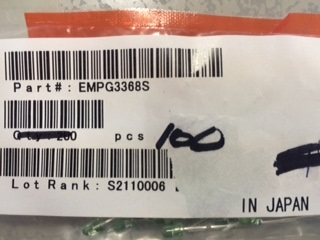 Part#: EMPG3368S
pcs 100
Lot Rank: S2110006
IN JAPAN